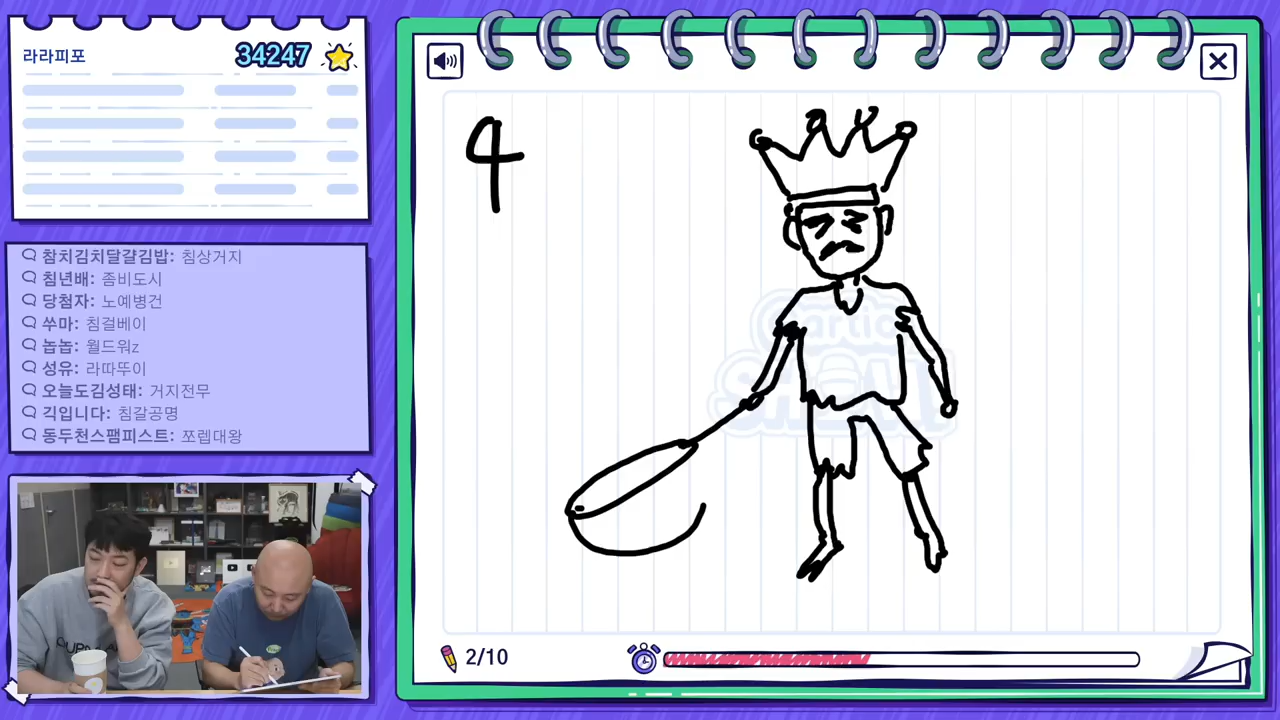 라라피포 34247
참치김치달걀김밥: 침상거지
침년배: 좀비도시
당첨자: 노예병건
쑤마: 침걸베이
놉놉: 월드워z
성유: 라따뚜이
오늘도김성태: 거지전무
긱입니다: 침갈공명
동두천스팸피스트: 쪼렙대왕
4
2/10